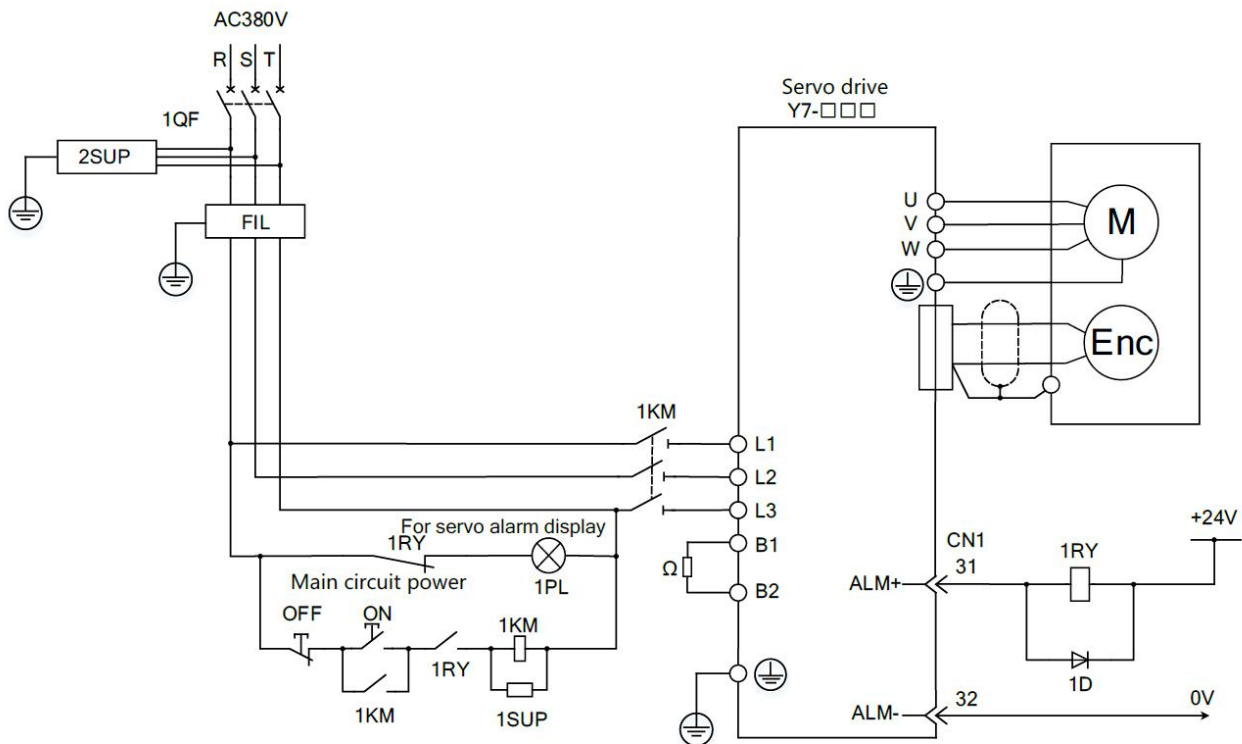 AC380V
R S T
1QF
2SUP
FIL
Servo drive
Y7-□□□
U
V
W
M
Enc
1KM
L1
L2
L3
For servo alarm display
1RY
1PL
Main circuit power
OFF
ON
1KM
1RY
1KM
1SUP
Ω
B1
B2
CN1
31
ALM+
1RY
+24V
1D
32
ALM-
0V